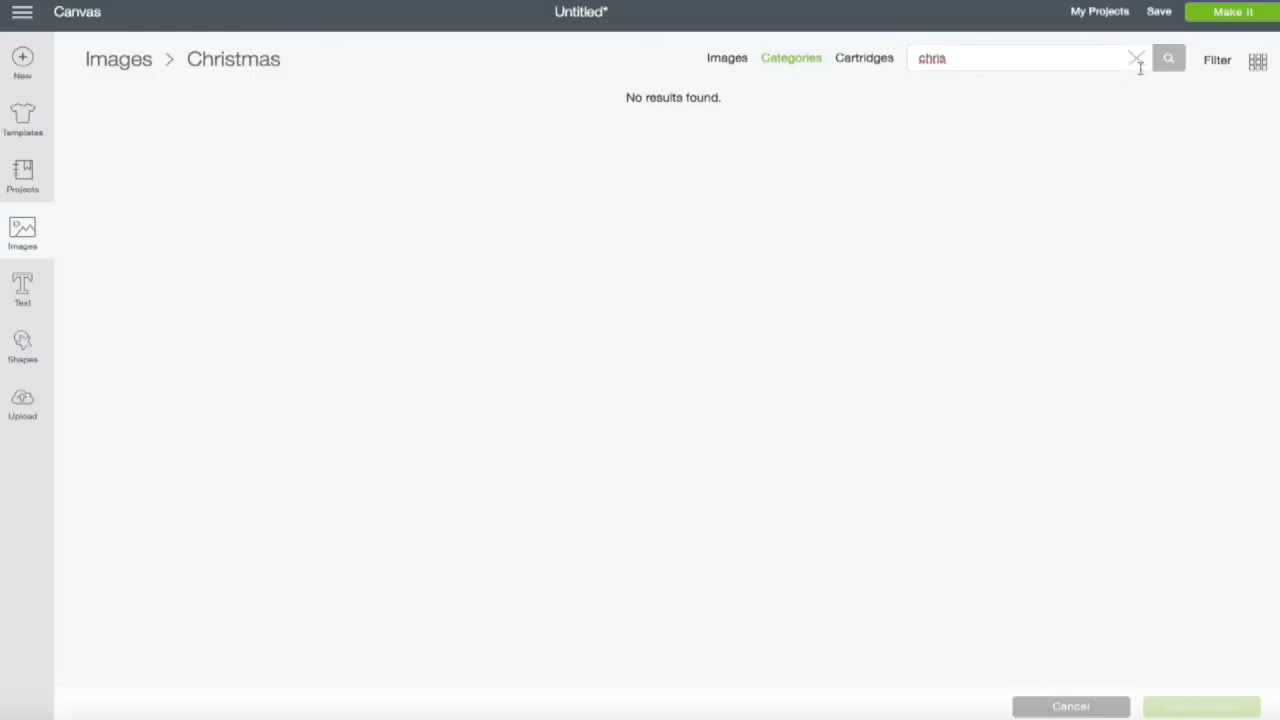 Canvas
Untitled*
My Projects
Save
Make It
Images > Christmas
Images
Categories
Cartridges
chris
Filter
No results found.
New
Templates
Projects
Images
Text
Shapes
Upload
Cancel